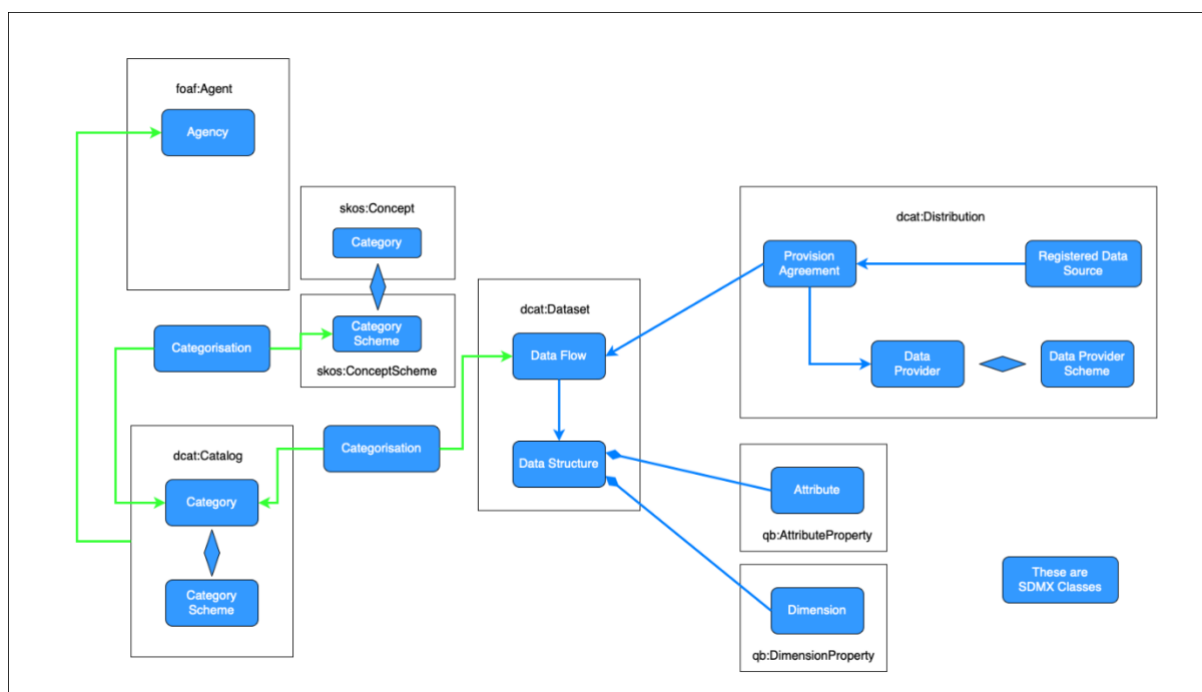 foaf:Agent
Agency
skos:Concept
Category
Category
Scheme
skos:ConceptScheme
Categorisation
Categorisation
dcat:Catalog
Category
Category
Scheme
dcat:Dataset
Data Flow
Data Structure
dcat:Distribution
Provision
Agreement
Registered Data
Source
Data
Provider
Data Provider
Scheme
Attribute
qb:AttributeProperty
Dimension
qb:DimensionProperty
These are
SDMX Classes